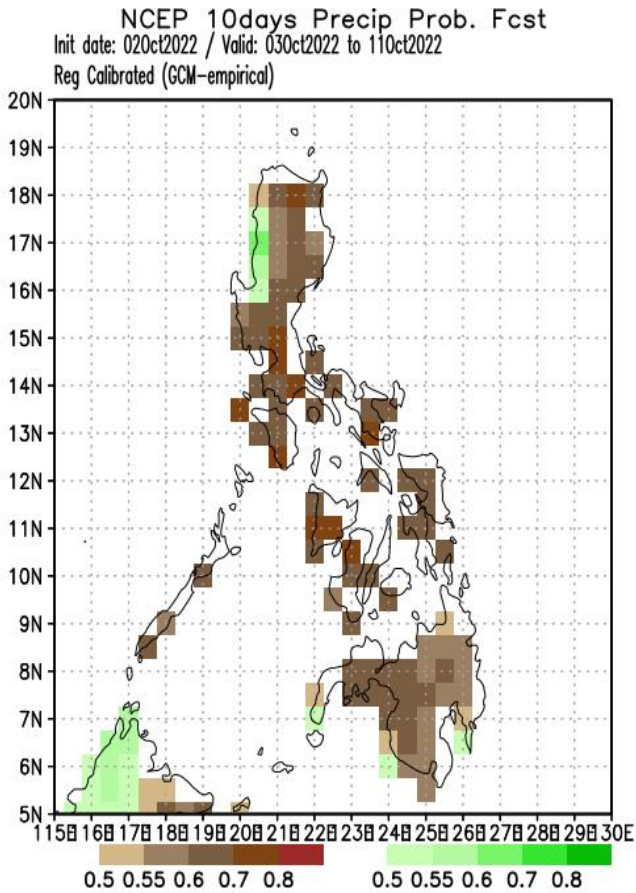 NCEP 10days Precip Prob. Fcst
Init date: 02Oct2022 / Valid: 03Oct2022 to 11Oct2022
Reg Calibrated (GCM-empirical)
20N
19N
18N
17N
16N
15N
14N
13N
12N
11N
10N
9N
8N
7N
6N
5N
115E 116E 117E 118E 119E 120E 121E 122E 123E 124E 125E 126E 127E 128E 129E 130E
0.5 0.55 0.6 0.7 0.8 0.5 0.55 0.6 0.7 0.8